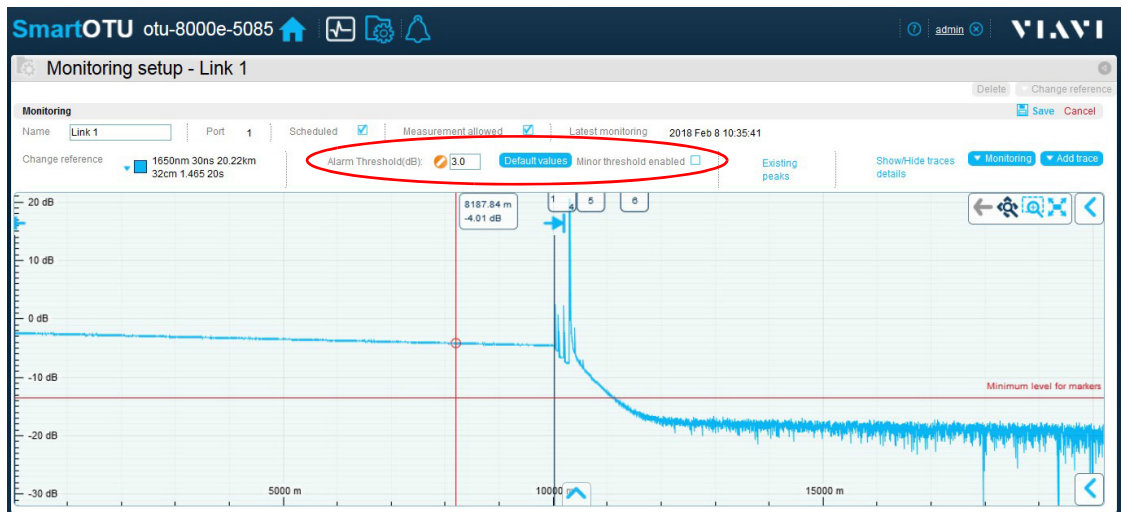 SmartOTU otu-8000e-5085 admin VIAVI
Monitoring setup - Link 1
Delete Change reference
Monitoring Save Cancel
Name Link 1 Port 1 Scheduled Measurement allowed Latest monitoring 2018 Feb 8 10:35:41
Change reference 1650nm 30ns 20.22km Alarm Threshold(dB): 3.0 Default values Minor threshold enabled Existing Show/Hide traces Monitoring Add trace
32cm 1.465 20s peaks details
20 dB 8187.84 m 1 4 5 6
-4.01 dB
10 dB
0 dB
-10 dB Minimum level for markers
-20 dB
-30 dB 5000 m 10000 15000 m